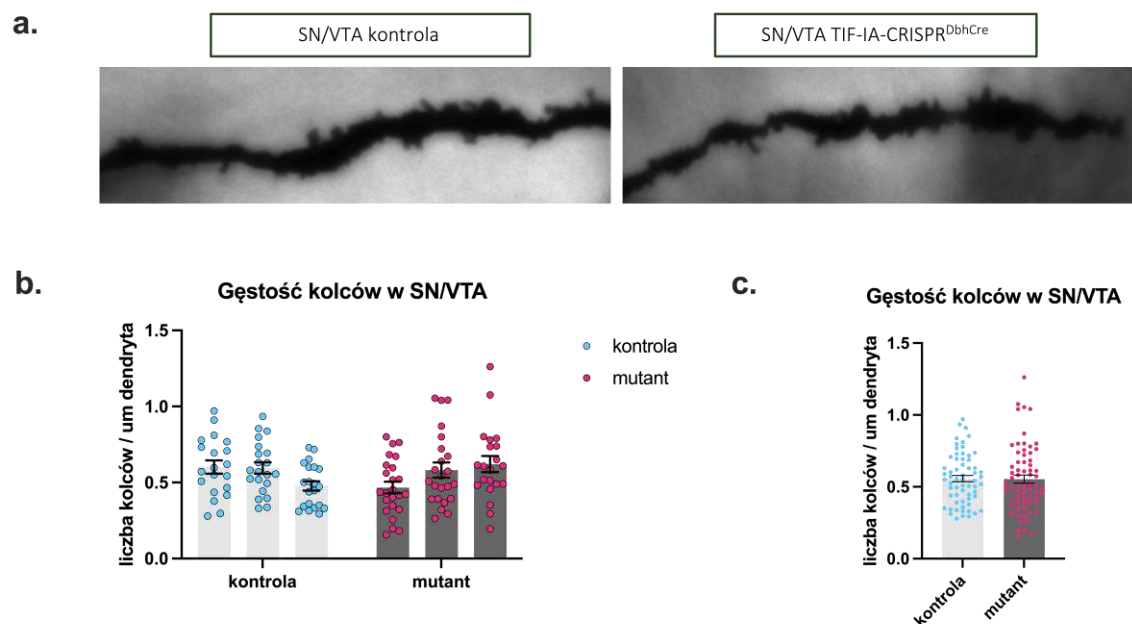 a.
SN/VTA kontrola
SN/VTA TIF-IA-CRISPRDbhCre
b.
Gęstość kolców w SN/VTA
liczba kolców / um dendryta
1.5
1.0
0.5
0.0
kontrola
mutant
kontrola
mutant
c.
Gęstość kolców w SN/VTA
liczba kolców / um dendryta
1.5
1.0
0.5
0.0
kontrola
mutant